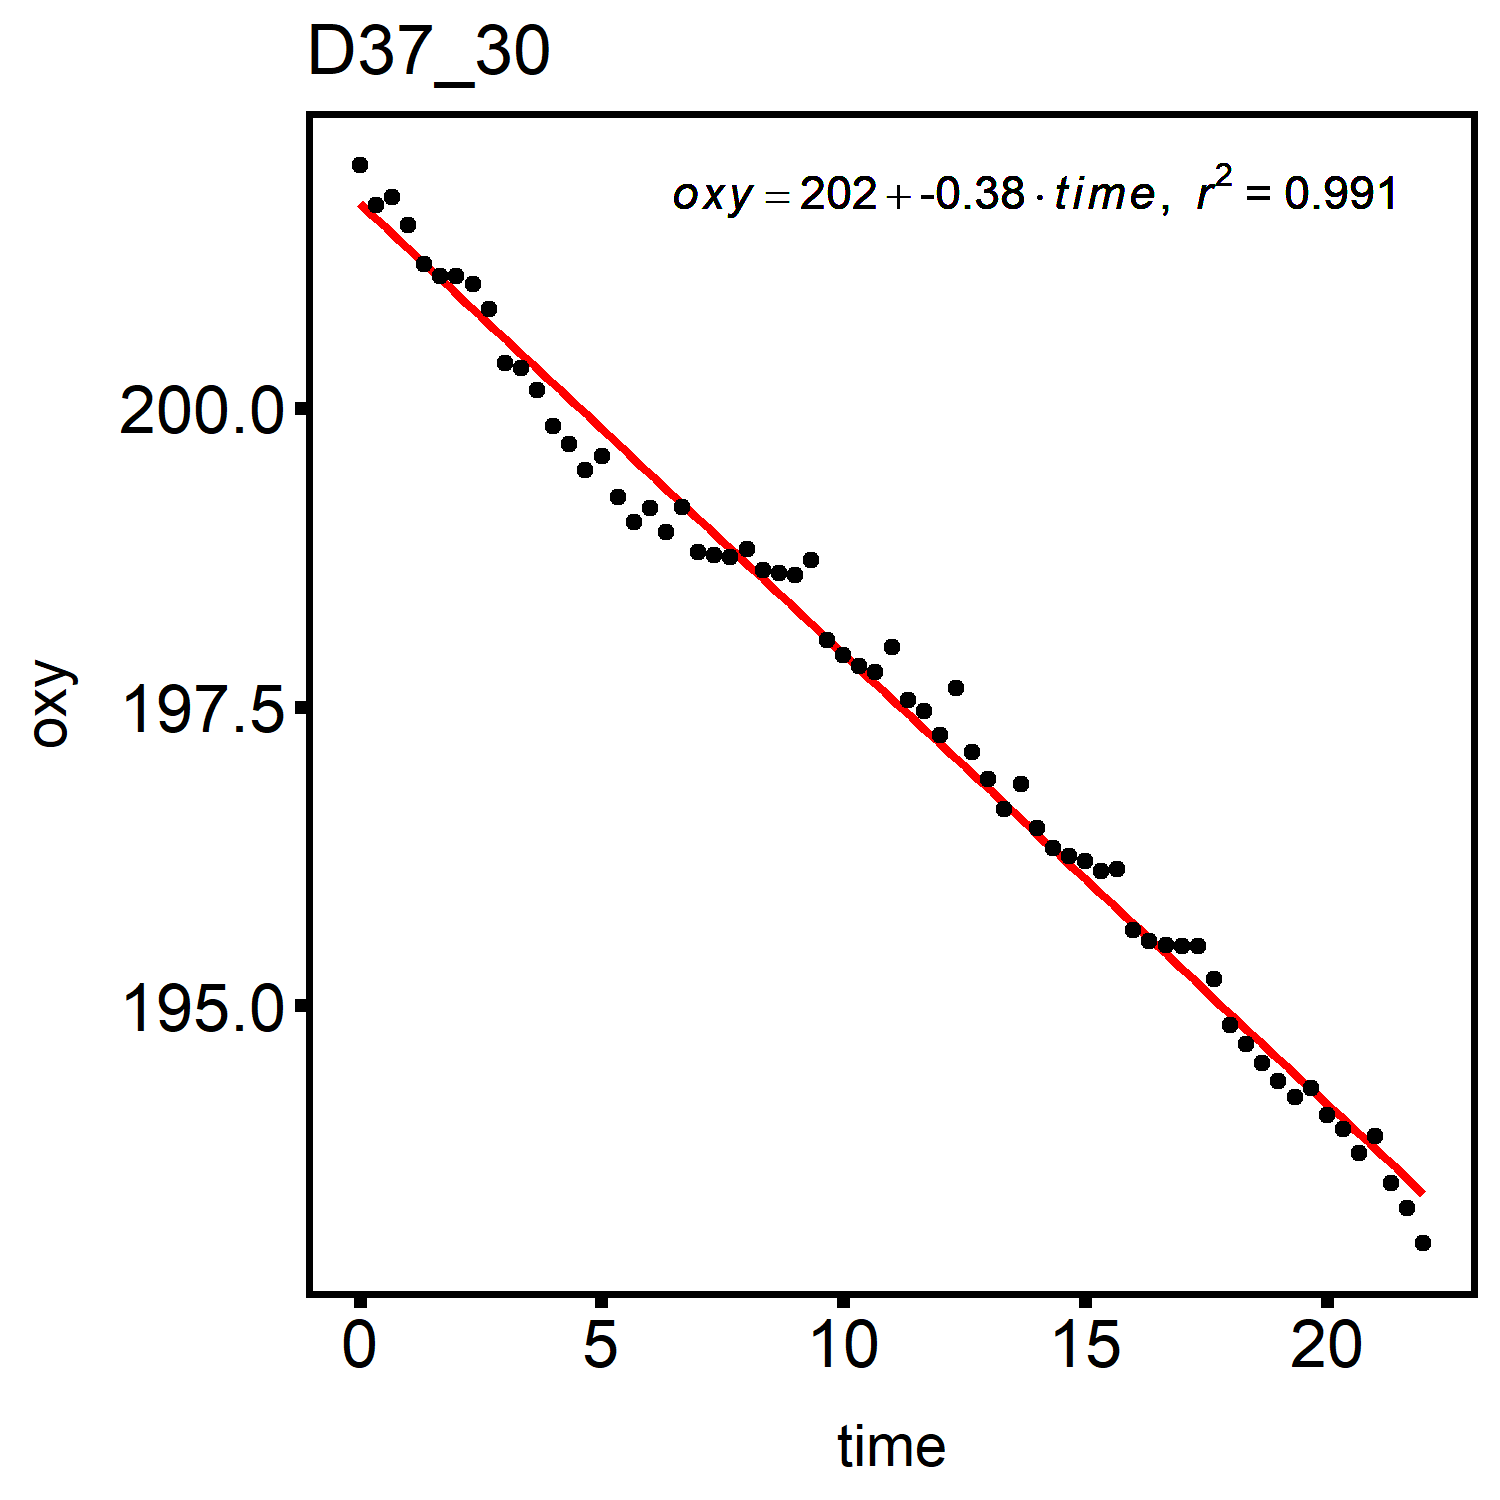 D37_30
oxy = 202 + -0.38 · time, r² = 0.991
200.0
197.5
195.0
oxy
0 5 10 15 20
time